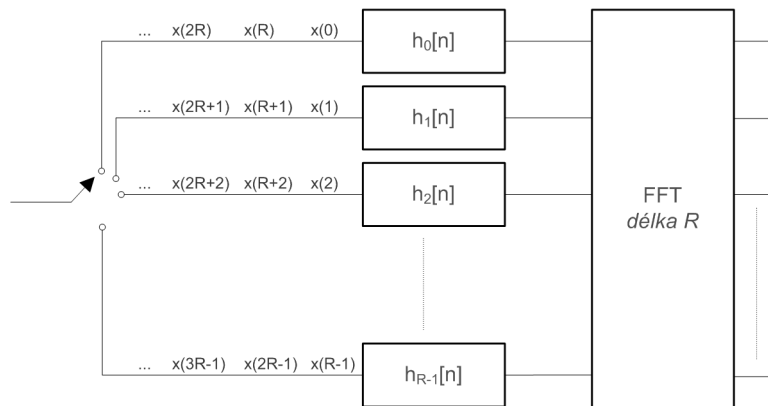 ... x(2R) x(R) x(0) h0[n]
... x(2R+1) x(R+1) x(1) h1[n]
... x(2R+2) x(R+2) x(2) h2[n]
FFT
délka R
... x(3R-1) x(2R-1) x(R-1) hR-1[n]